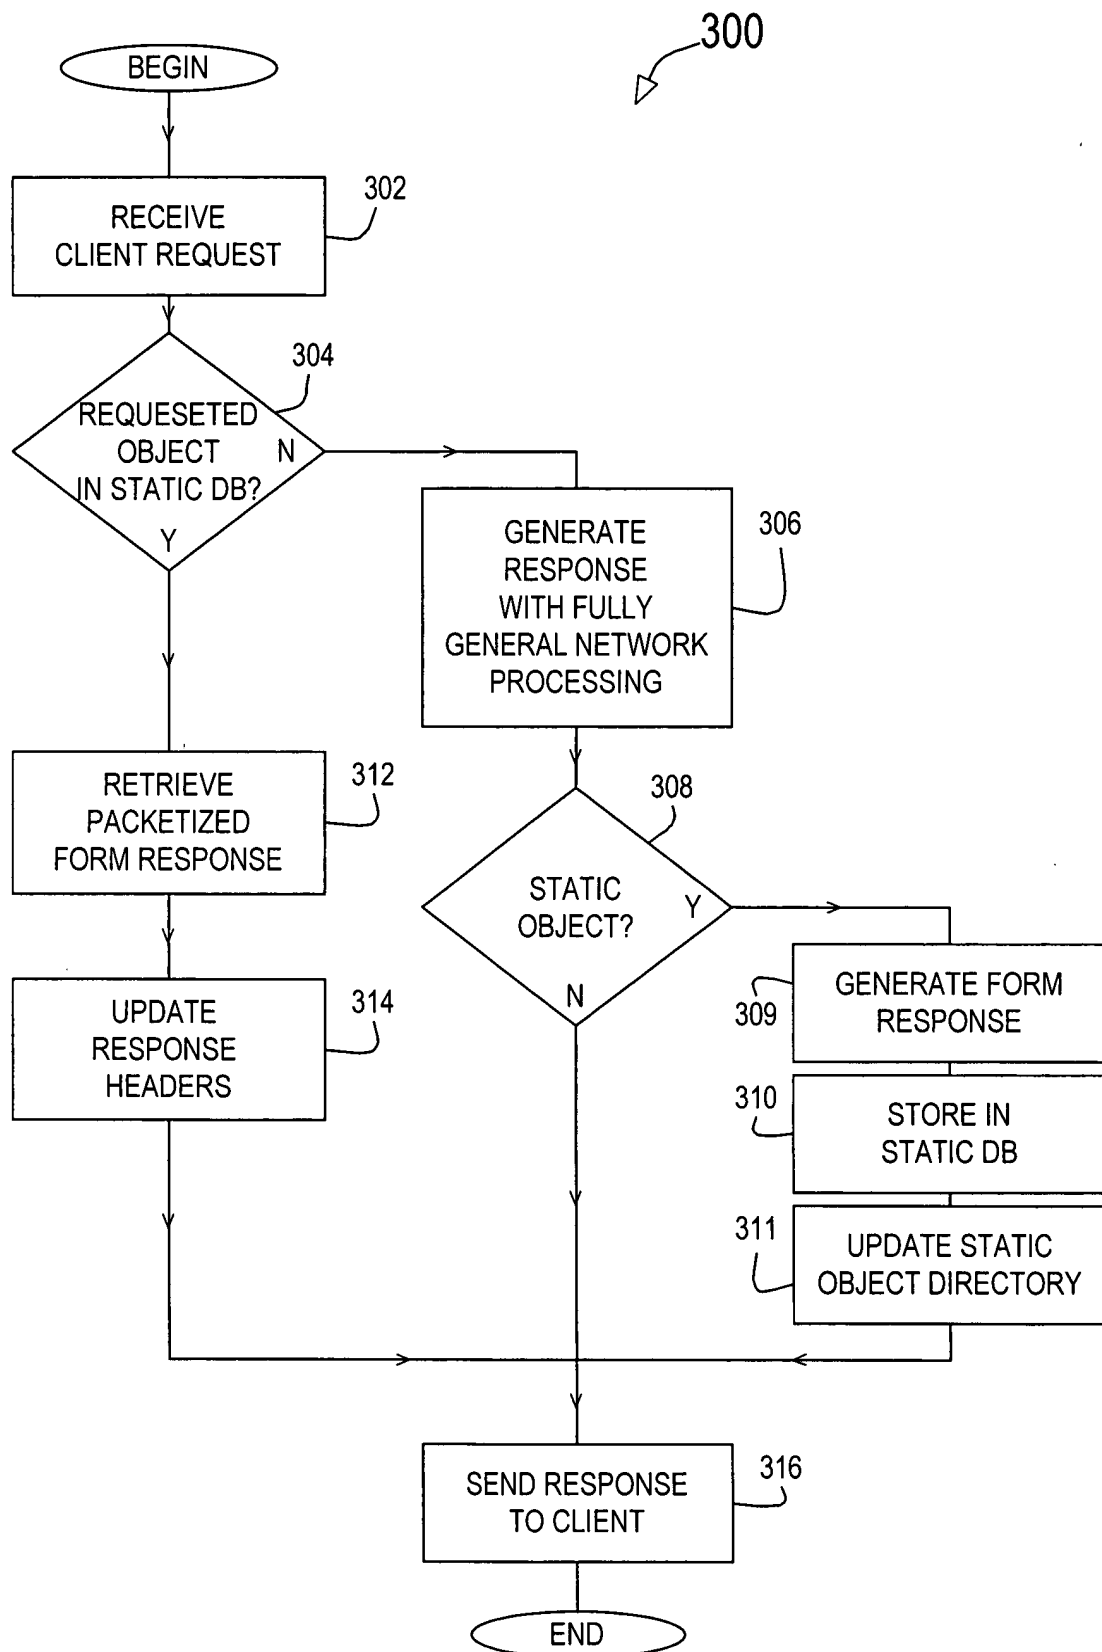 300
BEGIN
302
RECEIVE
CLIENT REQUEST
304
REQUESETED
OBJECT
IN STATIC DB?
N
Y
306
GENERATE
RESPONSE
WITH FULLY
GENERAL NETWORK
PROCESSING
312
RETRIEVE
PACKETIZED
FORM RESPONSE
308
STATIC
OBJECT?
Y
N
309
GENERATE FORM
RESPONSE
314
UPDATE
RESPONSE
HEADERS
310
STORE IN
STATIC DB
311
UPDATE STATIC
OBJECT DIRECTORY
316
SEND RESPONSE
TO CLIENT
END